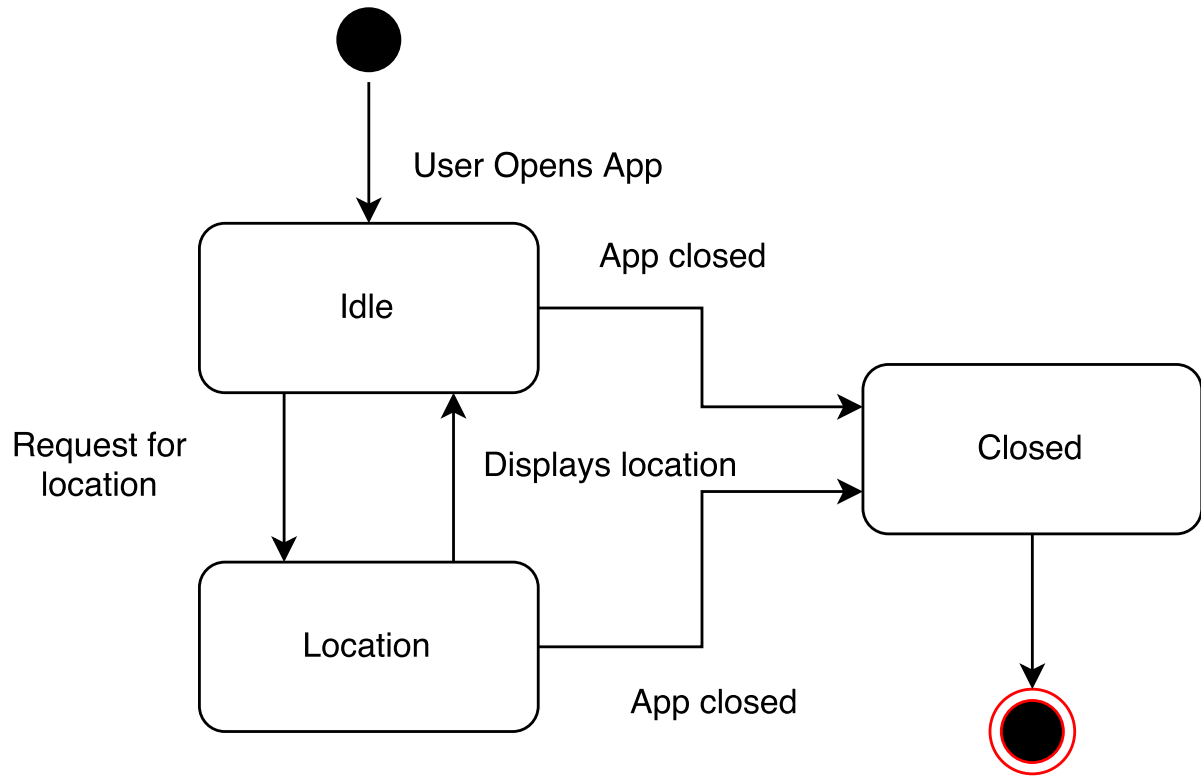 User Opens App
App closed
Idle
Request for
location
Displays location
Closed
Location
App closed